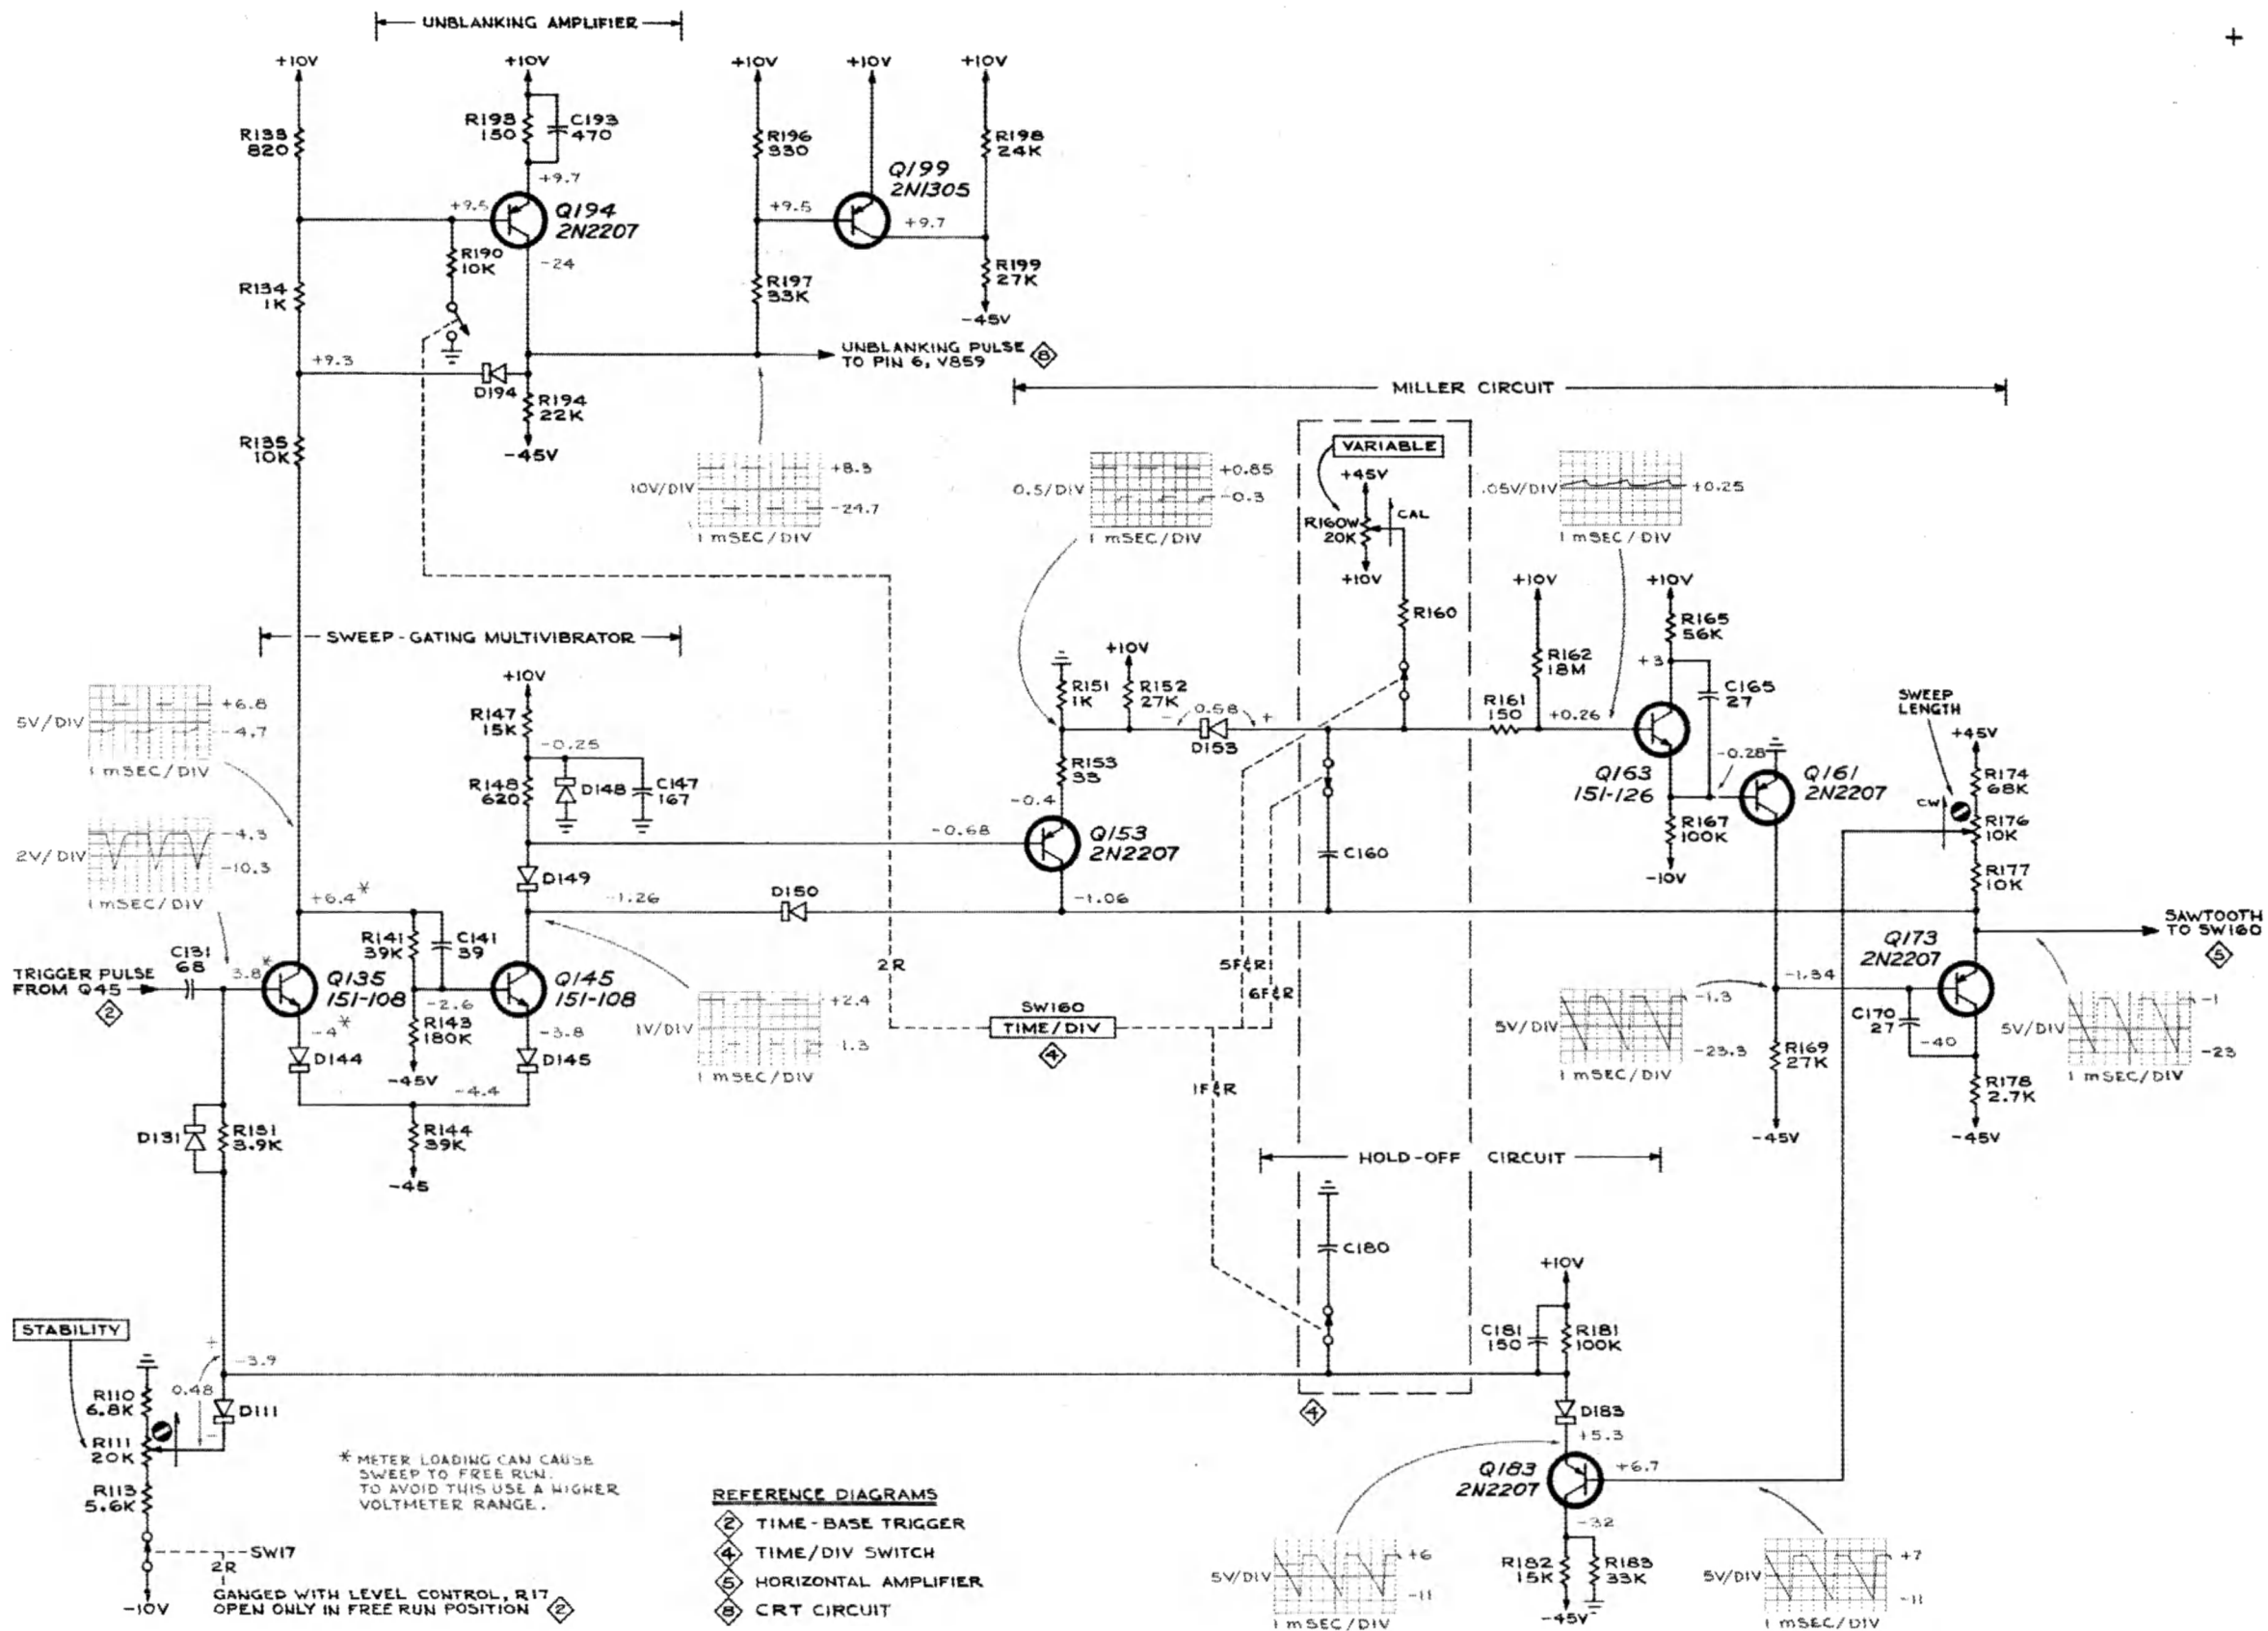 UNBLANKING AMPLIFIER
+10V
+10V
+10V
+10V
+10V
R133
820
R193
150
C193
470
R196
330
R198
24K
Q199
2N1305
+9.7
+9.5
Q194
2N2207
+9.5
+9.7
R190
10K
-24
R134
1K
R197
33K
R199
27K
-45V
UNBLANKING PULSE
TO PIN 6, V859
8
+9.3
D194
R194
22K
-45V
R135
10K
10V/DIV
+8.3
-24.7
1 mSEC/DIV
MILLER CIRCUIT
0.5/DIV
+0.85
-0.3
1 mSEC/DIV
VARIABLE
+45V
R160W
20K
CAL
+10V
R160
.05V/DIV
+0.25
1 mSEC/DIV
SWEEP-GATING MULTIVIBRATOR
5V/DIV
+6.8
-4.7
1 mSEC/DIV
2V/DIV
-4.3
-10.3
1 mSEC/DIV
+10V
R147
15K
-0.25
R148
620
D148
C147
167
-0.68
D149
-1.26
D150
R151
1K
+10V
R152
27K
- 0.58 +
D153
R153
33
-0.4
Q153
2N2207
-1.06
C160
R161
150
+10V
R162
18M
+0.26
+10V
R165
56K
+3
C165
27
Q163
151-126
-0.28
Q161
2N2207
R167
100K
-10V
SWEEP
LENGTH
+45V
R174
68K
CW
R176
10K
R177
10K
SAWTOOTH
TO SW160
5
Q173
2N2207
-1.34
C170
27
-40
R169
27K
-45V
R178
2.7K
-45V
5V/DIV
-1.3
-23.3
1 mSEC/DIV
5V/DIV
-1
-23
1 mSEC/DIV
+6.4*
R141
39K
C141
39
C131
68
TRIGGER PULSE
FROM Q45
2
3.8*
Q135
151-108
-4*
D144
-2.6
R143
180K
-45V
Q145
151-108
-3.8
D145
-4.4
R144
39K
-45
1V/DIV
+2.4
-1.3
1 mSEC/DIV
2R
SW160
TIME/DIV
4
5F&R
6F&R
1F&R
D131
R131
3.9K
HOLD-OFF CIRCUIT
C180
4
+10V
C181
150
R181
100K
D183
+5.3
Q183
2N2207
+6.7
-32
R182
15K
R183
33K
-45V
5V/DIV
+6
-11
1 mSEC/DIV
5V/DIV
+7
-11
1 mSEC/DIV
STABILITY
+
-3.9
0.48
D111
-
R110
6.8K
R111
20K
R113
5.6K
SW17
2R
GANGED WITH LEVEL CONTROL, R17
OPEN ONLY IN FREE RUN POSITION
2
-10V
* METER LOADING CAN CAUSE
SWEEP TO FREE RUN.
TO AVOID THIS USE A HIGHER
VOLTMETER RANGE.
REFERENCE DIAGRAMS
2 TIME-BASE TRIGGER
4 TIME/DIV SWITCH
5 HORIZONTAL AMPLIFIER
8 CRT CIRCUIT